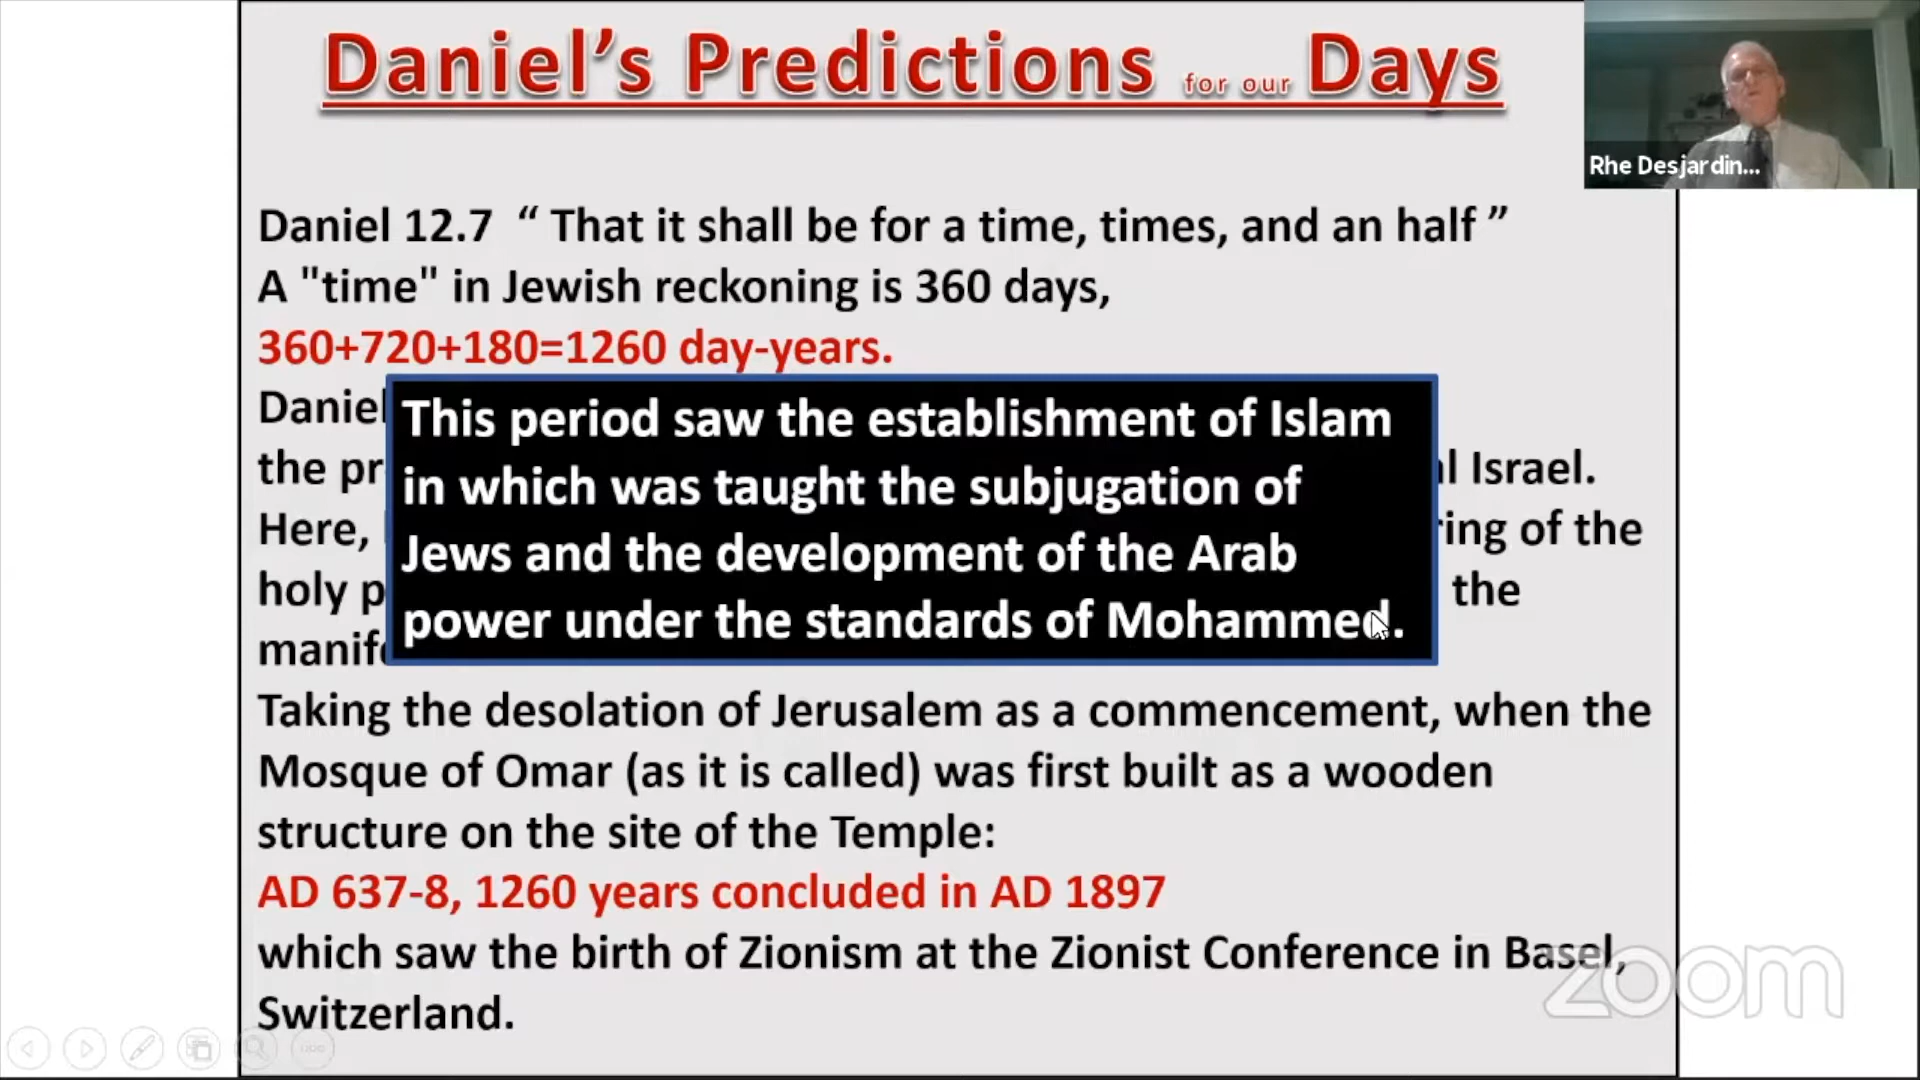 Daniel’s Predictions for our Days
Rhe Desjardin...
Daniel 12.7 “ That it shall be for a time, times, and an half ”
A "time" in Jewish reckoning is 360 days,
360+720+180=1260 day-years.
Daniel
the pr
l Israel.
Here,
ring of the
holy p
the
manif
This period saw the establishment of Islam
in which was taught the subjugation of
Jews and the development of the Arab
power under the standards of Mohammed.
Taking the desolation of Jerusalem as a commencement, when the
Mosque of Omar (as it is called) was first built as a wooden
structure on the site of the Temple:
AD 637-8, 1260 years concluded in AD 1897
which saw the birth of Zionism at the Zionist Conference in Basel,
Switzerland.
zoom